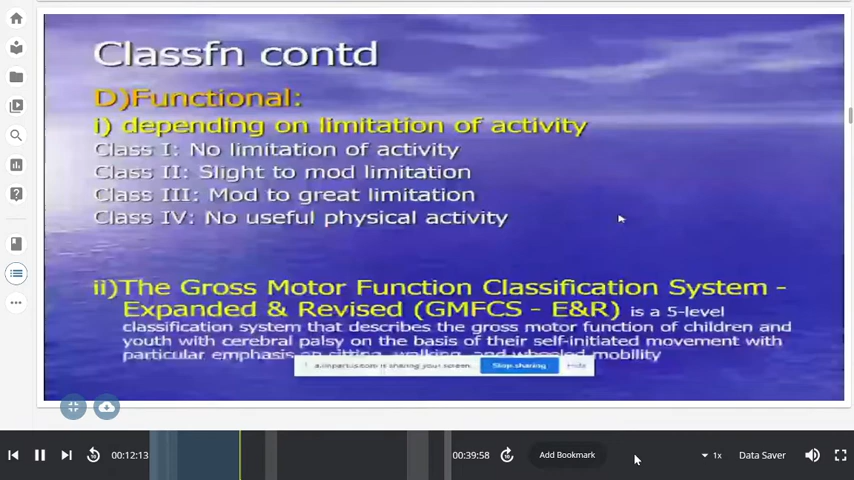 Classfn contd
D)Functional:
i) depending on limitation of activity
Class I: No limitation of activity
Class II: Slight to mod limitation
Class III: Mod to great limitation
Class IV: No useful physical activity
ii)The Gross Motor Function Classification System -
Expanded & Revised (GMFCS - E&R) is a 5-level
classification system that describes the gross motor function of children and
youth with cerebral palsy on the basis of their self-initiated movement with
particular emphasis on sitting, walking, and wheeled mobility
is sharing your screen. Stop sharing Hide
00:12:13 00:39:58 Add Bookmark 1x Data Saver